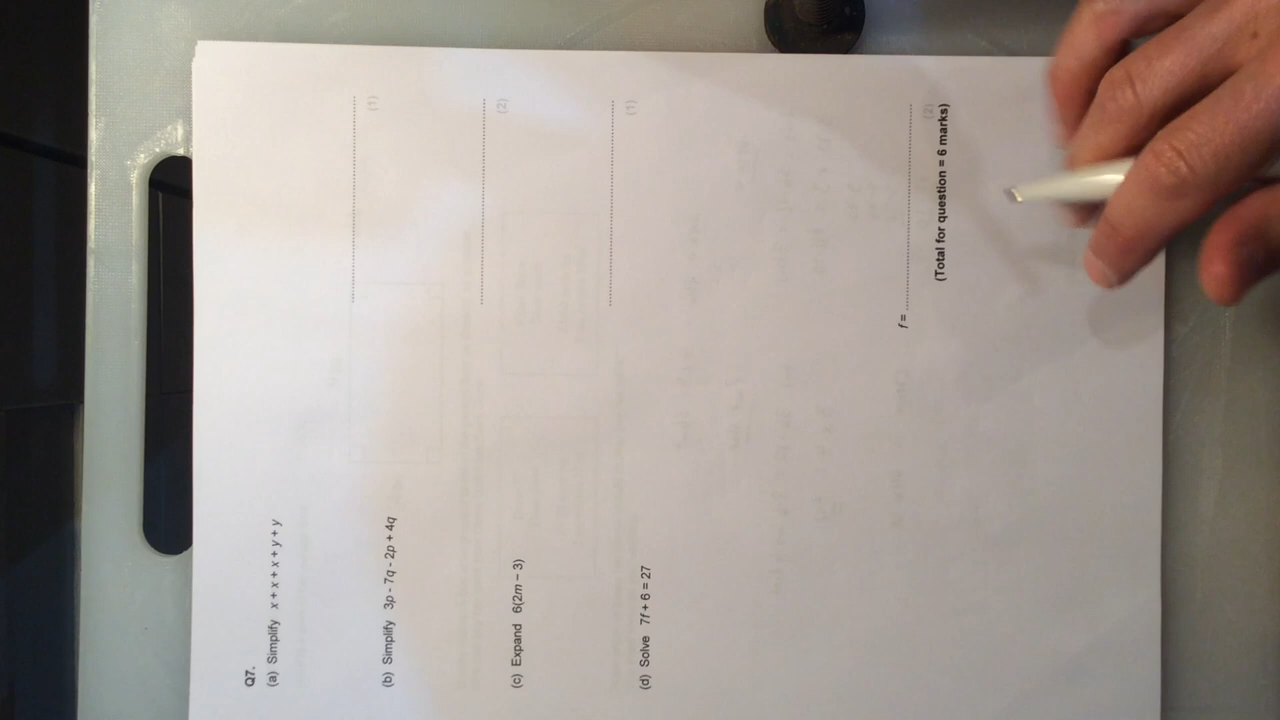 Q7.
(a) Simplify x + x + x + y + y
(1)
(b) Simplify 3p - 7q - 2p + 4q
(2)
(c) Expand 6(2m – 3)
(1)
(d) Solve 7f + 6 = 27
f =
(2)
(Total for question = 6 marks)